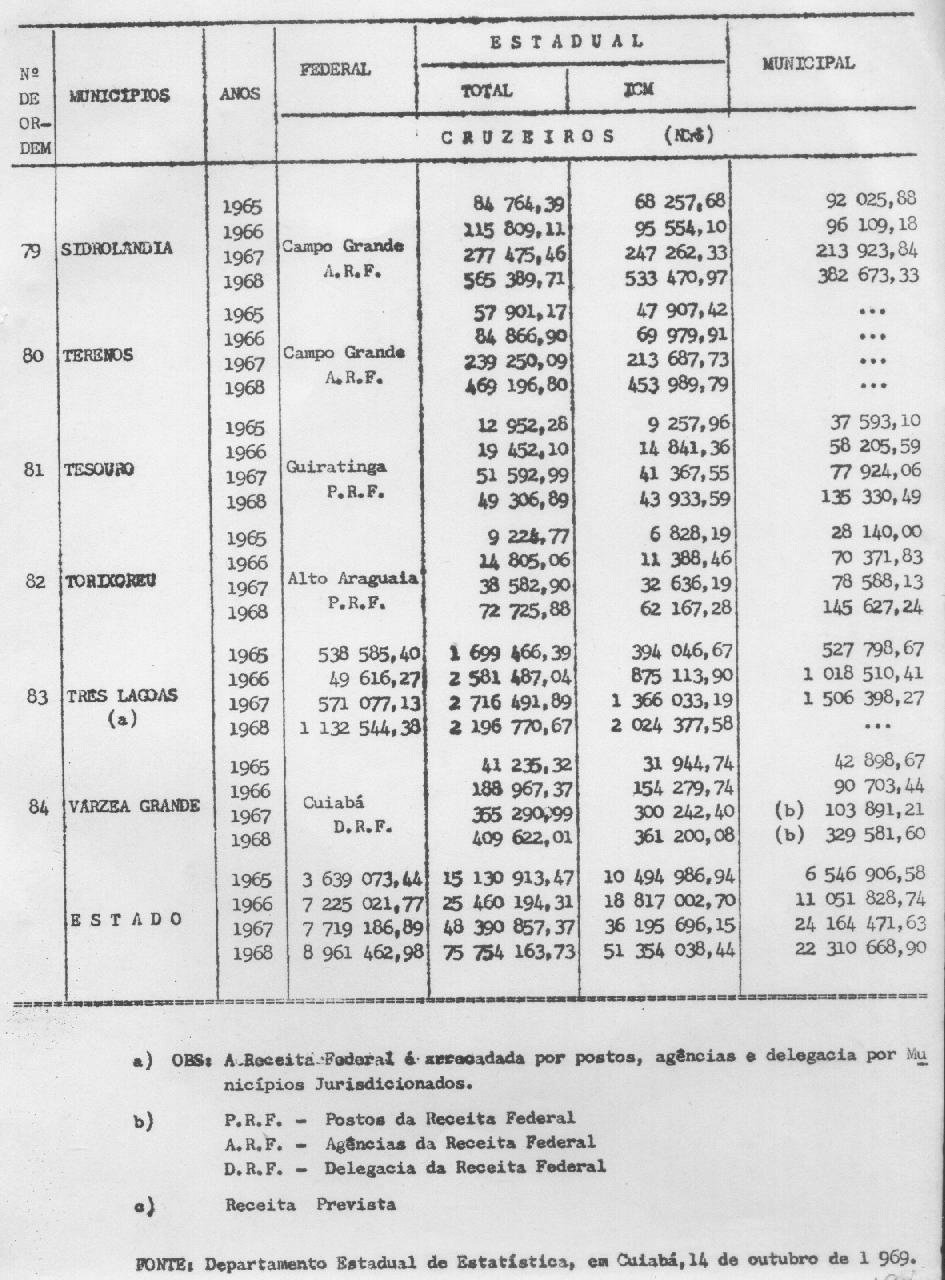 ESTADUAL
Nº FEDERAL MUNICIPAL
DE MUNICÍPIOS ANOS TOTAL ICM
OR-
DEM CRUZEIROS (NCr$)
1965 84 764,39 68 257,68 92 025,88
1966 115 809,11 95 554,10 96 109,18
79 SIDROLÂNDIA Campo Grande
1967 277 475,46 247 262,33 213 923,84
A.R.F.
1968 565 389,71 533 470,97 382 673,33
1965 57 901,17 47 907,42 ...
1966 84 866,90 69 979,91 ...
80 TERENOS Campo Grande
1967 239 250,09 213 687,73 ...
A.R.F.
1968 469 196,80 453 989,79 ...
1965 12 952,28 9 257,96 37 593,10
1966 19 452,10 14 841,36 58 205,59
81 TESOURO Guiratinga
1967 51 592,99 41 367,55 77 924,06
P.R.F.
1968 49 306,89 43 933,59 135 330,49
1965 6 828,19 28 140,00
1966 14 805,06 11 388,46 70 371,83
82 TORIXOREU Alto Araguaia
1967 38 582,90 32 636,19 78 588,13
P.R.F.
1968 72 725,88 62 167,28 145 627,24
1965 538 585,40 1 699 466,39 394 046,67 527 798,67
1966 49 616,27 2 581 487,04 875 113,90 1 018 510,41
83 TRES LAGOAS 1967 571 077,13 2 716 491,89 1 366 033,19 1 506 398,27
(a) 1968 1 132 544,38 2 196 770,67 2 024 377,58 ...
1965 41 235,32 31 944,74 42 898,67
1966 188 967,37 154 279,74 90 703,44
84 VÁRZEA GRANDE Cuiabá
1967 355 290,99 300 242,40 (b) 103 891,21
D.R.F.
1968 409 622,01 361 200,08 (b) 329 581,60
1965 3 639 073,44 15 130 913,47 10 494 986,94 6 546 906,58
1966 7 225 021,77 25 460 194,31 18 817 002,70 11 051 828,74
ESTADO
1967 7 719 186,89 48 390 857,37 36 195 696,15 24 164 471,63
1968 8 961 462,98 75 754 163,73 51 354 038,44 22 310 668,90
a) OBS: A Receita Federal é arrecadada por postos, agências e delegacia por Mu
nicípios Jurisdicionados.
b) P.R.F. - Postos da Receita Federal
A.R.F. - Agências da Receita Federal
D.R.F. - Delegacia da Receita Federal
c) Receita Prevista
FONTE: Departamento Estadual de Estatística, em Cuiabá,14 de outubro de 1 969.